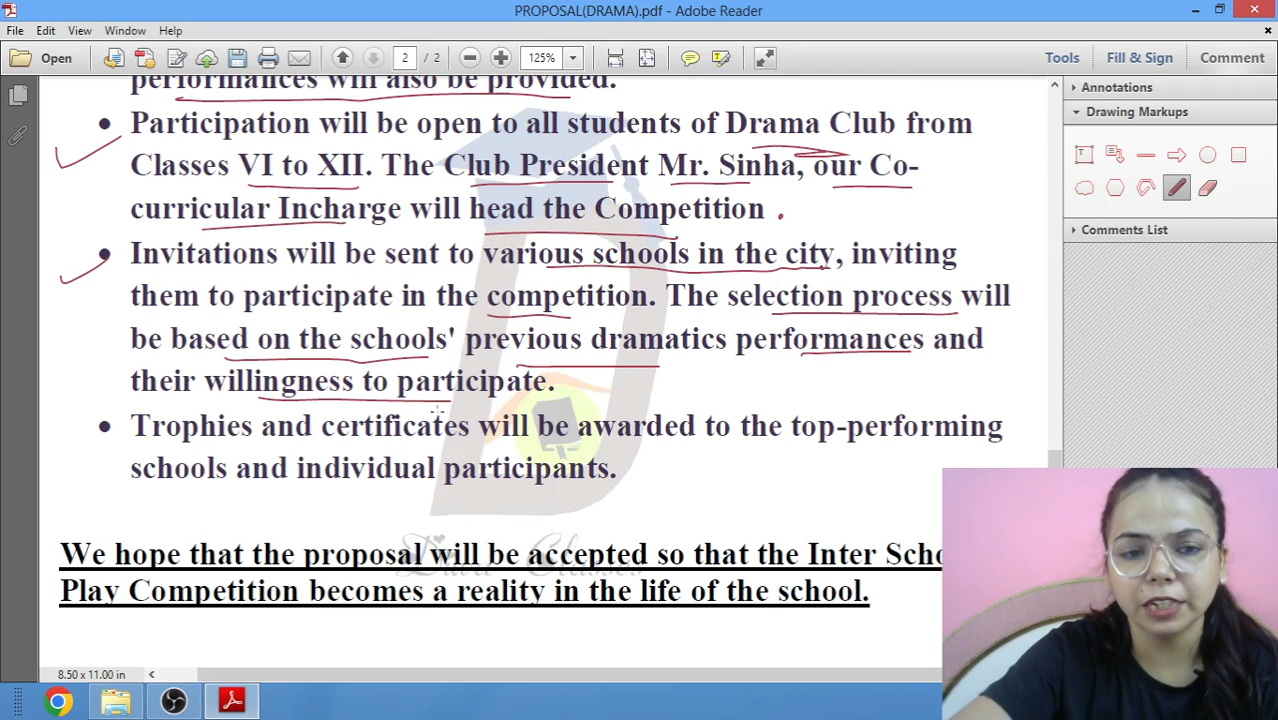 PROPOSAL(DRAMA).pdf - Adobe Reader
File Edit View Window Help
Open 2 / 2 125% Tools Fill & Sign Comment
Annotations
Drawing Markups
Comments List
performances will also be provided.
• Participation will be open to all students of Drama Club from
Classes VI to XII. The Club President Mr. Sinha, our Co-
curricular Incharge will head the Competition .
• Invitations will be sent to various schools in the city, inviting
them to participate in the competition. The selection process will
be based on the schools' previous dramatics performances and
their willingness to participate.
• Trophies and certificates will be awarded to the top-performing
schools and individual participants.
We hope that the proposal will be accepted so that the Inter
Play Competition becomes a reality in the life of the school.
Classes
8.50 x 11.00 in